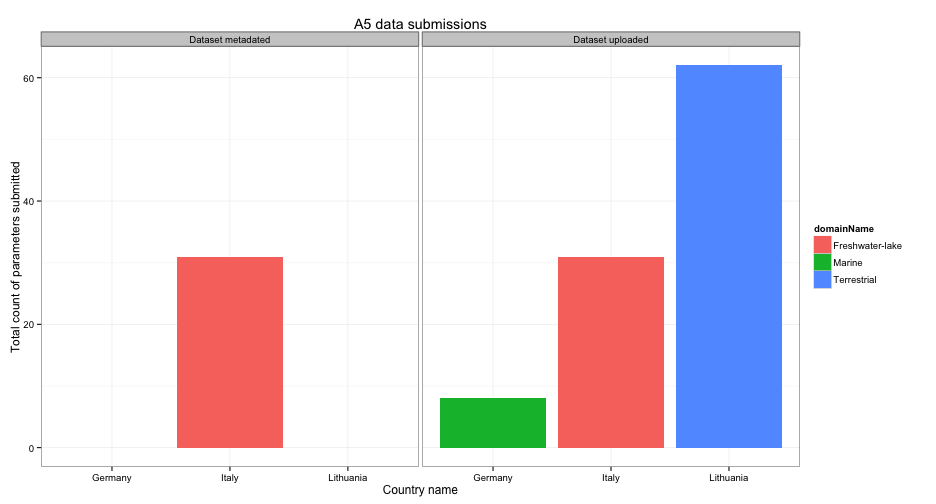 A5 data submissions
Dataset metadated
Dataset uploaded
Total count of parameters submitted
60
40
20
0
Germany
Italy
Lithuania
Germany
Italy
Lithuania
Country name
domainName
Freshwater-lake
Marine
Terrestrial